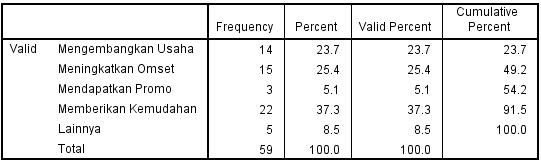 Frequency Percent Valid Percent Cumulative Percent
Valid Mengembangkan Usaha 14 23.7 23.7 23.7
Meningkatkan Omset 15 25.4 25.4 49.2
Mendapatkan Promo 3 5.1 5.1 54.2
Memberikan Kemudahan 22 37.3 37.3 91.5
Lainnya 5 8.5 8.5 100.0
Total 59 100.0 100.0